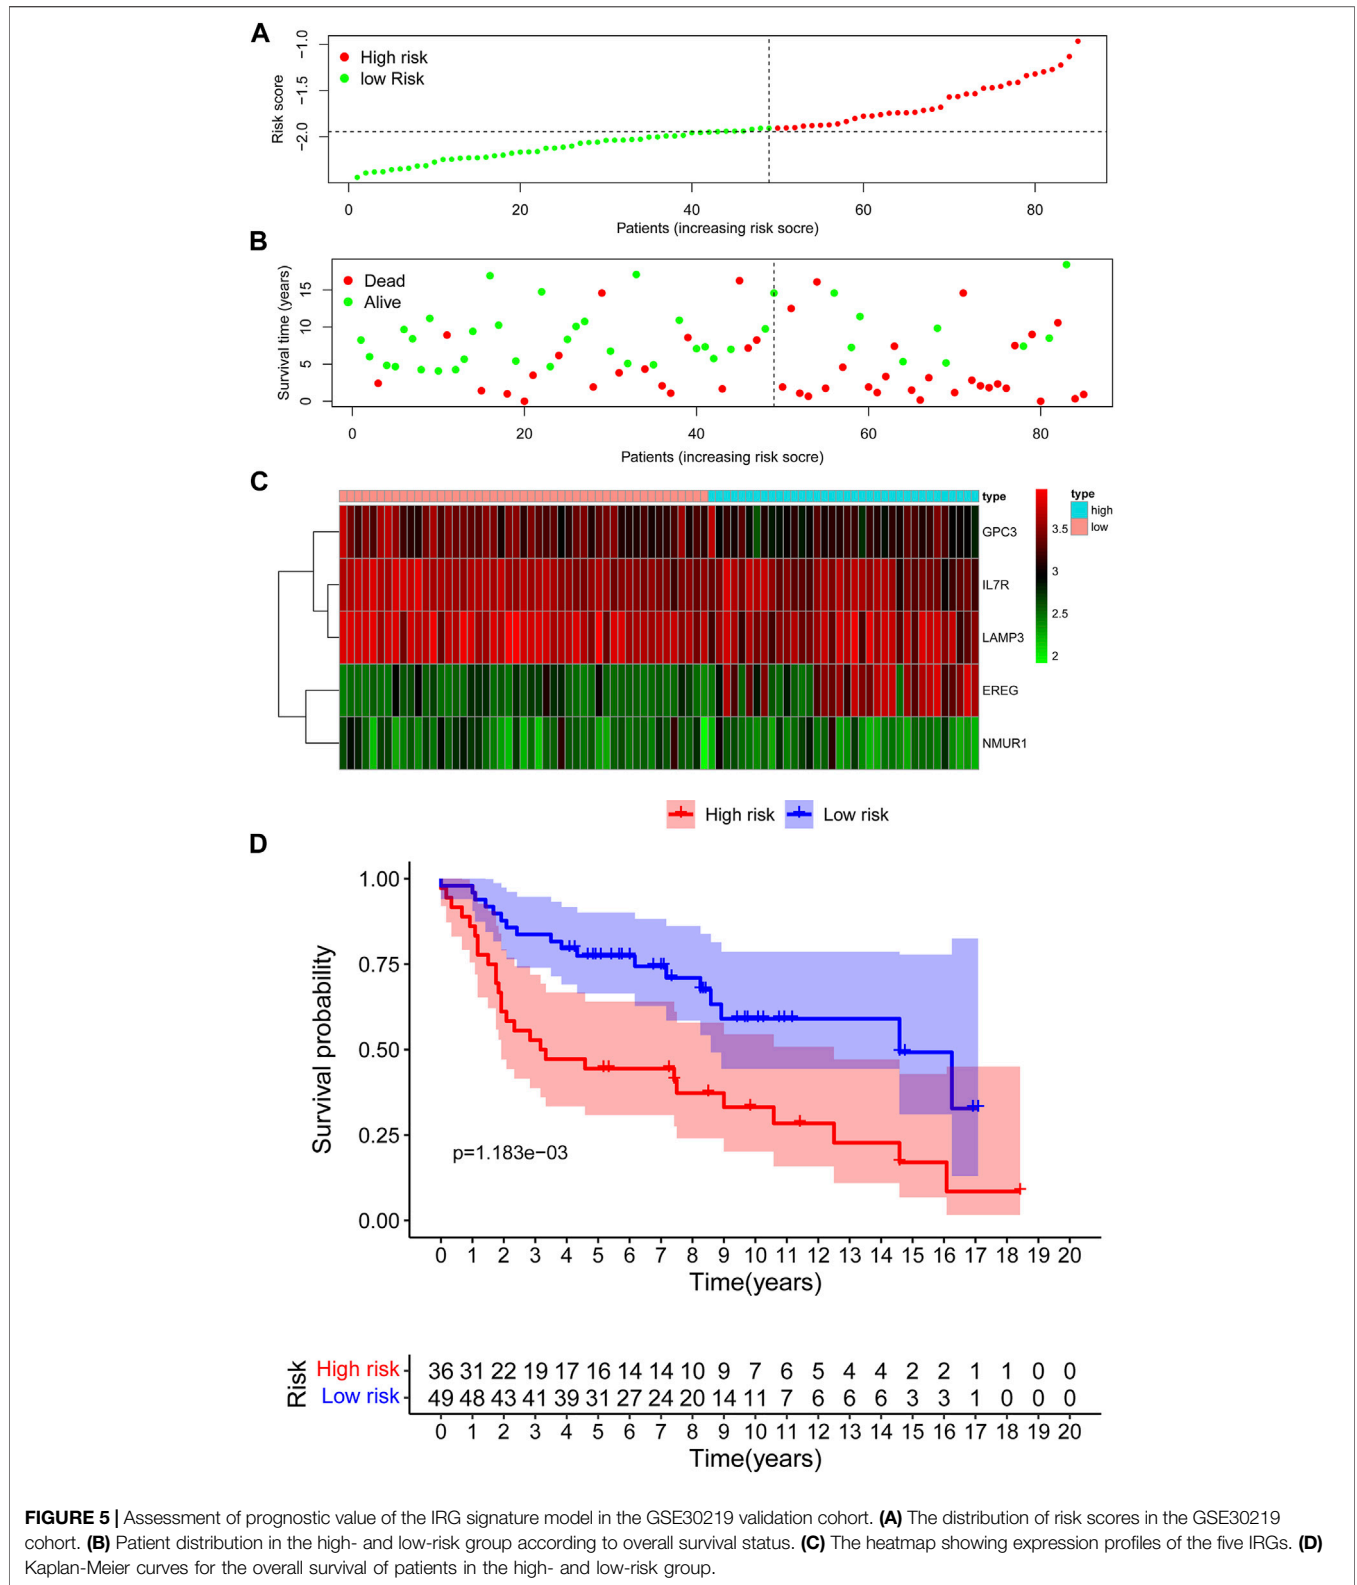 A
High risk
low Risk
Risk score
−1.0
−1.5
−2.0
0 20 40 60 80
Patients (increasing risk socre)
B
Dead
Alive
Survival time (years)
15
10
5
0
0 20 40 60 80
Patients (increasing risk socre)
C
type
GPC3
IL7R
LAMP3
EREG
NMUR1
3.5
3
2.5
2
type
high
low
High risk Low risk
D
Survival probability
1.00
0.75
0.50
0.25
0.00
p=1.183e−03
0 1 2 3 4 5 6 7 8 9 10 11 12 13 14 15 16 17 18 19 20
Time(years)
Risk
High risk 36 31 22 19 17 16 14 14 10 9 7 6 5 4 4 2 2 1 1 0 0
Low risk 49 48 43 41 39 31 27 24 20 14 11 7 6 6 6 3 3 1 0 0 0
0 1 2 3 4 5 6 7 8 9 10 11 12 13 14 15 16 17 18 19 20
Time(years)
FIGURE 5 | Assessment of prognostic value of the IRG signature model in the GSE30219 validation cohort. (A) The distribution of risk scores in the GSE30219
cohort. (B) Patient distribution in the high- and low-risk group according to overall survival status. (C) The heatmap showing expression profiles of the five IRGs. (D)
Kaplan-Meier curves for the overall survival of patients in the high- and low-risk group.